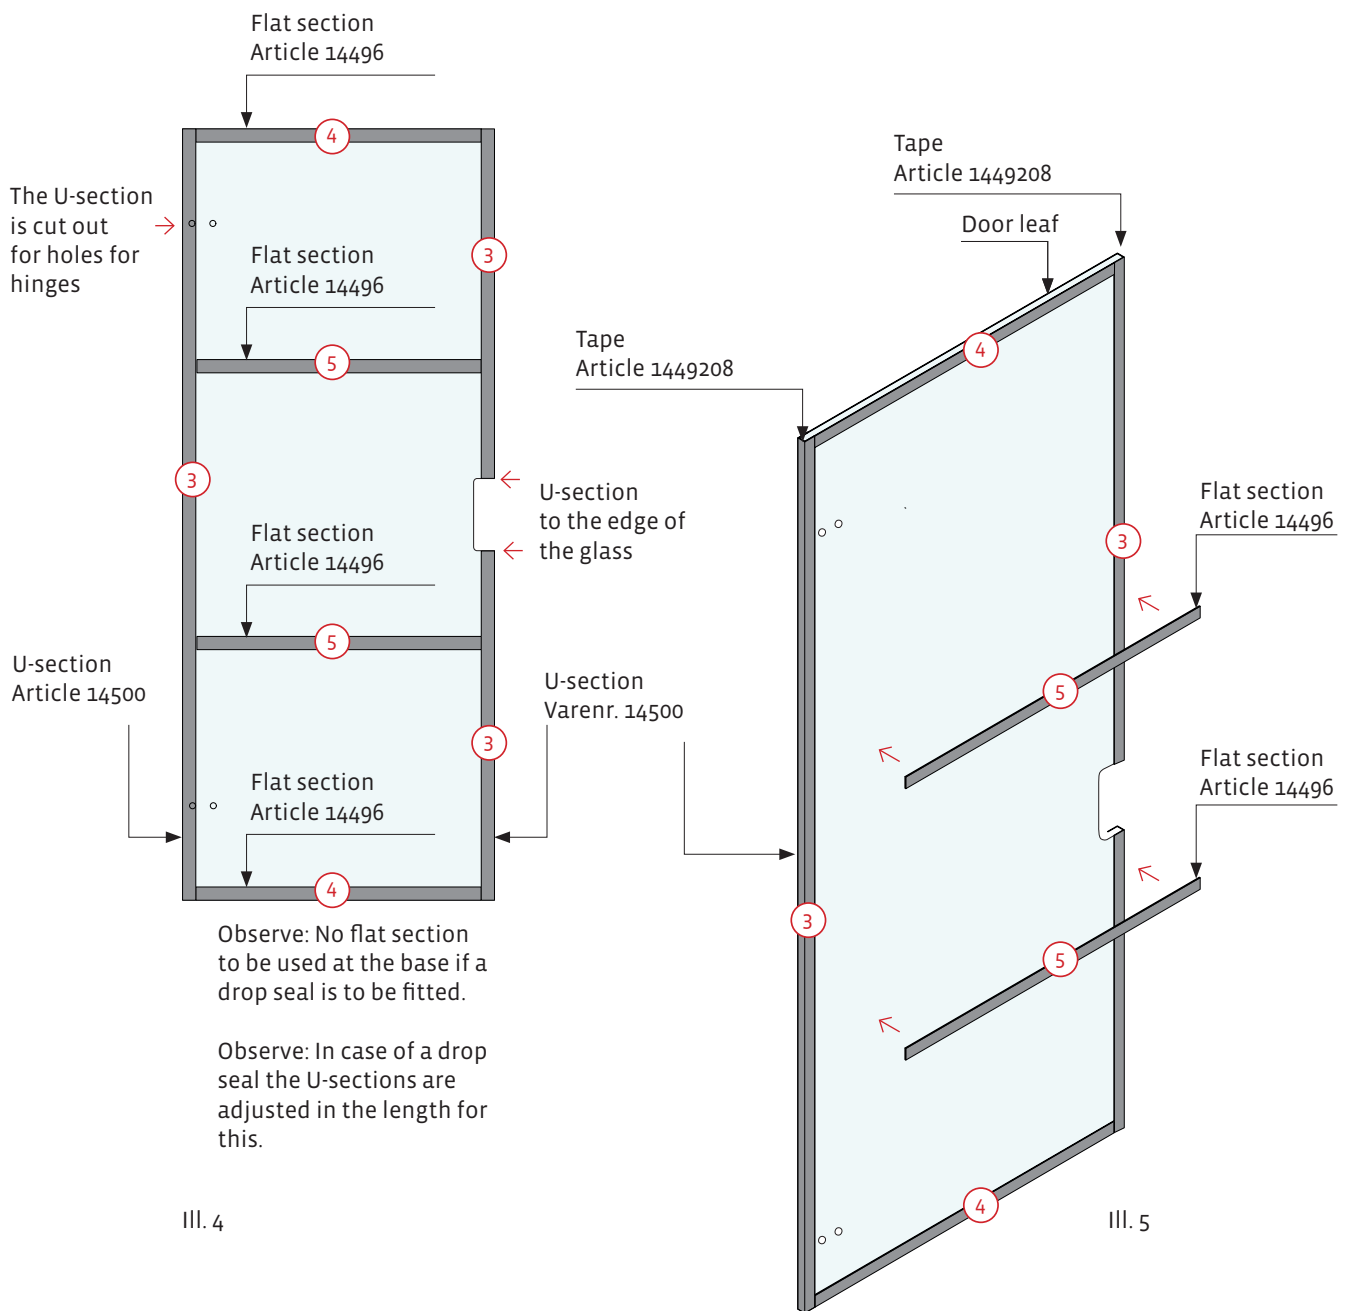 Flat section
Article 14496
4
The U-section
is cut out
for holes for
hinges
3
Flat section
Article 14496
5
3
U-section
to the edge of
the glass
Flat section
Article 14496
5
U-section
Article 14500
U-section
Varenr. 14500
3
Flat section
Article 14496
4
Observe: No flat section
to be used at the base if a
drop seal is to be fitted.
Observe: In case of a drop
seal the U-sections are
adjusted in the length for
this.
Ill. 4
Tape
Article 1449208
Door leaf
Tape
Article 1449208
4
Flat section
Article 14496
3
5
Flat section
Article 14496
3
5
4
Ill. 5